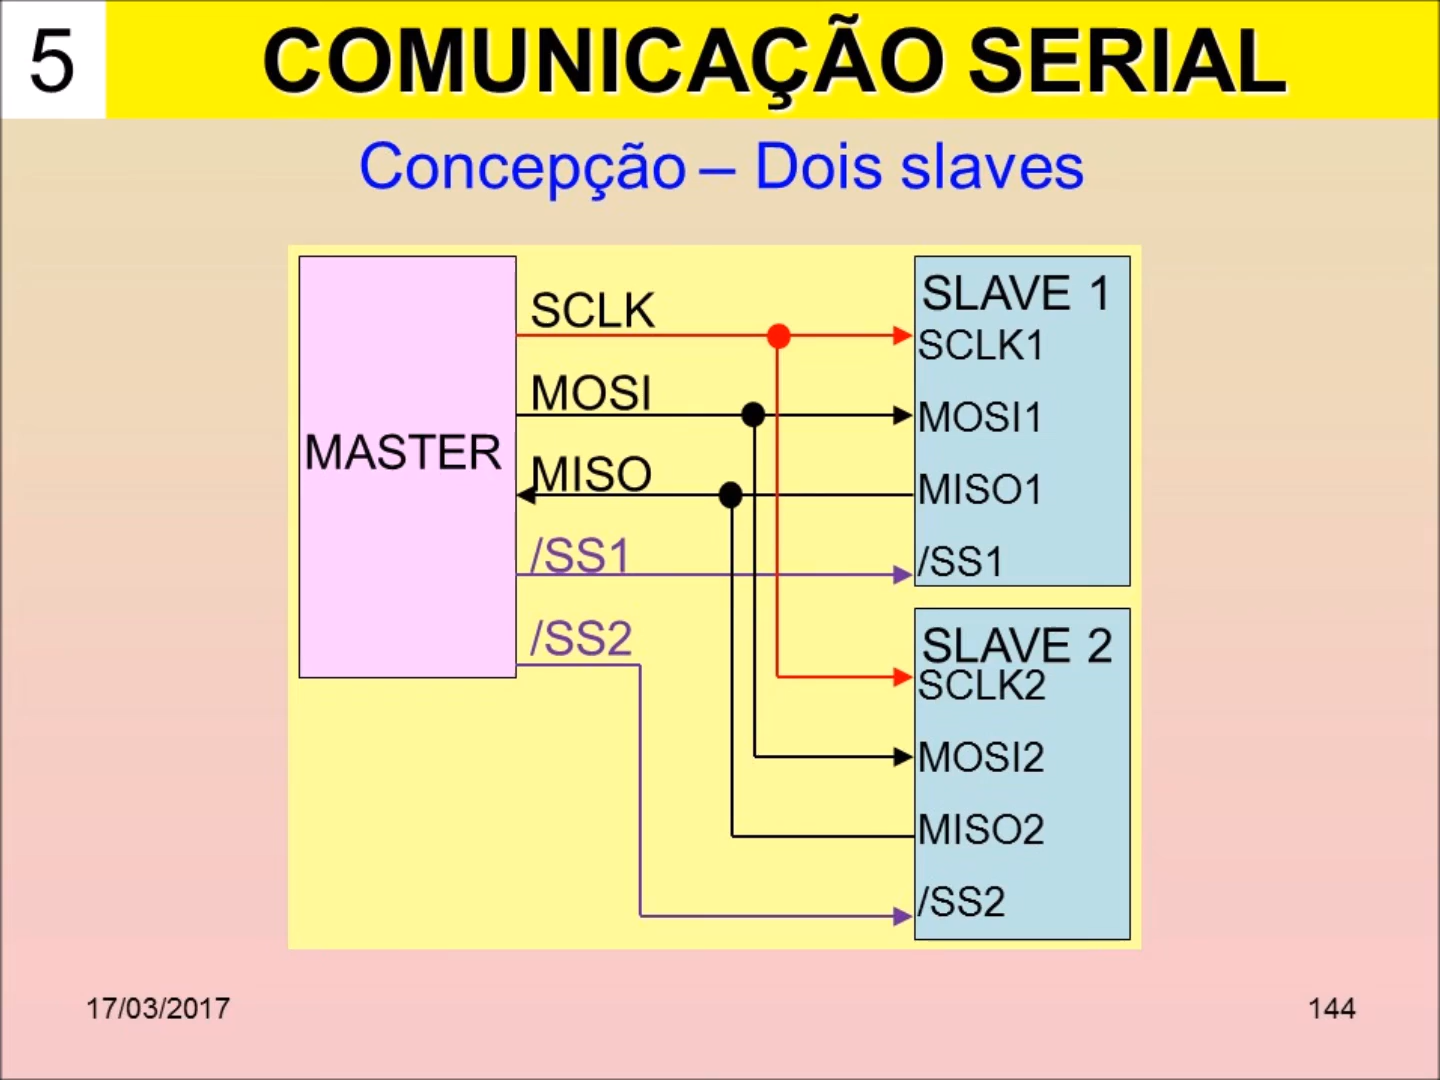 5
COMUNICAÇÃO SERIAL
Concepção – Dois slaves
MASTER
SCLK
MOSI
MISO
/SS1
/SS2
SLAVE 1
SCLK1
MOSI1
MISO1
/SS1
SLAVE 2
SCLK2
MOSI2
MISO2
/SS2
17/03/2017
144